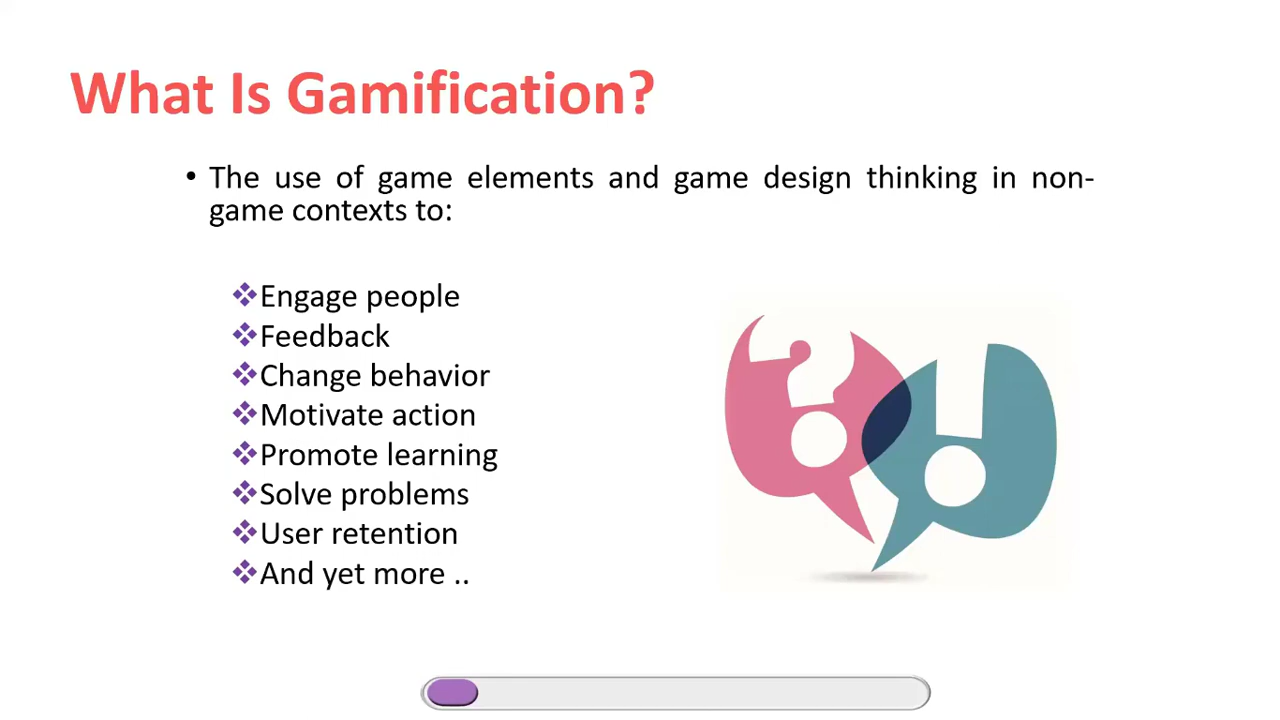 What Is Gamification?
• The use of game elements and game design thinking in non-
game contexts to:
❖Engage people
❖Feedback
❖Change behavior
❖Motivate action
❖Promote learning
❖Solve problems
❖User retention
❖And yet more ..